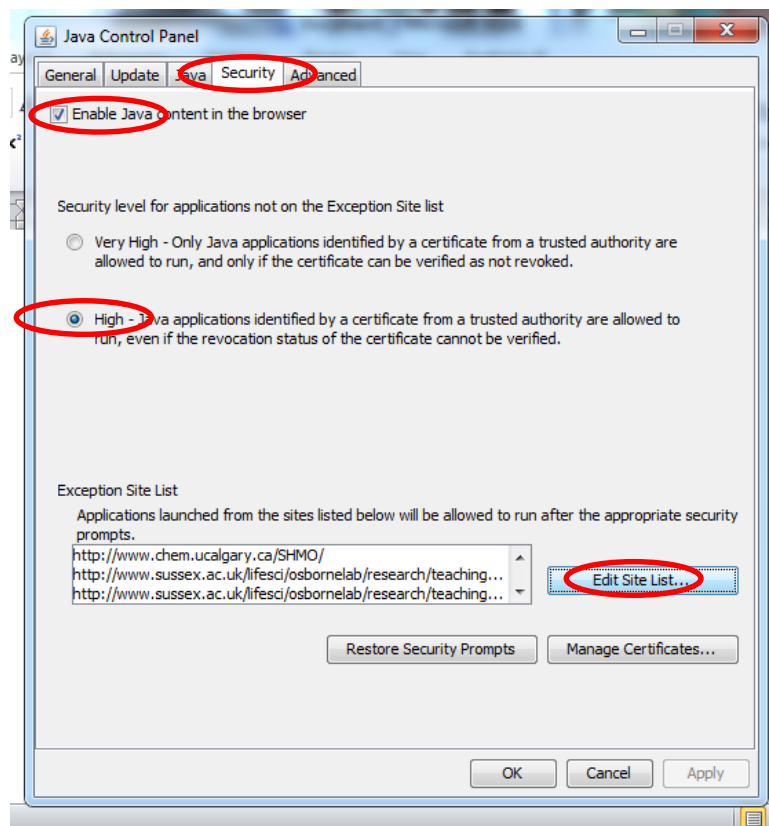 Java Control Panel
General Update Java Security Advanced
Enable Java content in the browser
Security level for applications not on the Exception Site list
Very High - Only Java applications identified by a certificate from a trusted authority are
allowed to run, and only if the certificate can be verified as not revoked.
High - Java applications identified by a certificate from a trusted authority are allowed to
run, even if the revocation status of the certificate cannot be verified.
Exception Site List
Applications launched from the sites listed below will be allowed to run after the appropriate security
prompts.
http://www.chem.ucalgary.ca/SHMO/
http://www.sussex.ac.uk/lifesci/osbornelab/research/teaching...
http://www.sussex.ac.uk/lifesci/osbornelab/research/teaching...
Edit Site List...
Restore Security Prompts Manage Certificates...
OK Cancel Apply